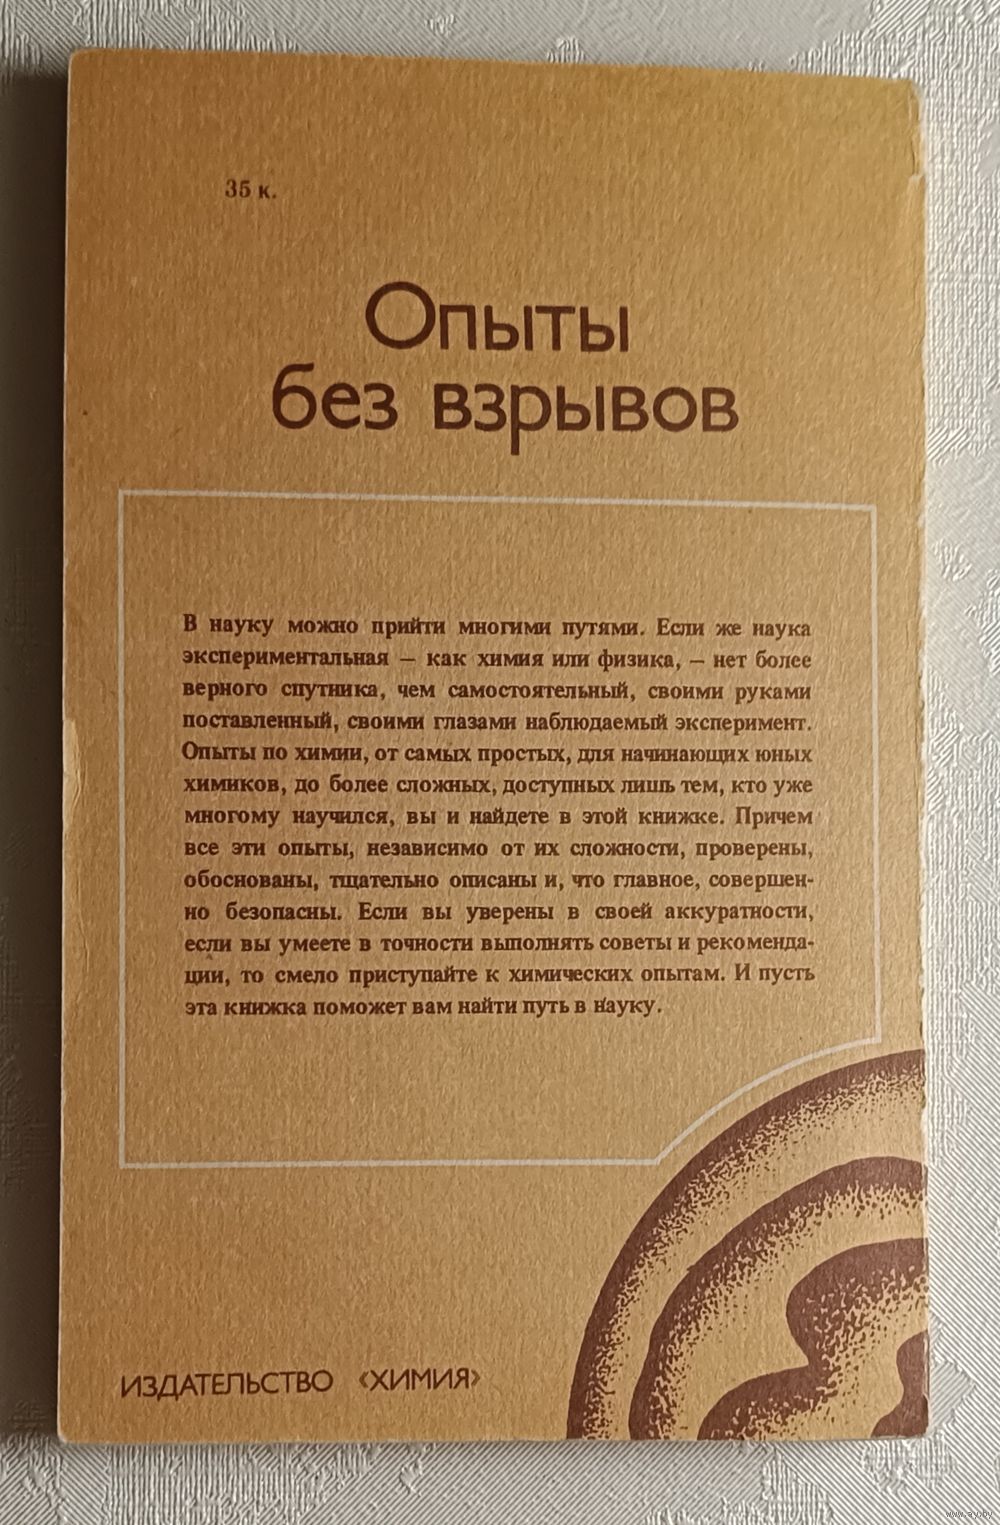 35 к.
Опыты
без взрывов
В науку можно прийти многими путями. Если же наука
экспериментальная — как химия или физика, — нет более
верного спутника, чем самостоятельный, своими руками
поставленный, своими глазами наблюдаемый эксперимент.
Опыты по химии, от самых простых, для начинающих юных
химиков, до более сложных, доступных лишь тем, кто уже
многому научился, вы и найдете в этой книжке. Причем
все эти опыты, независимо от их сложности, проверены,
обоснованы, тщательно описаны и, что главное, совершен-
но безопасны. Если вы уверены в своей аккуратности,
если вы умеете в точности выполнять советы и рекоменда-
ции, то смело приступайте к химических опытам. И пусть
эта книжка поможет вам найти путь в науку.
ИЗДАТЕЛЬСТВО «ХИМИЯ»
www.ay.by